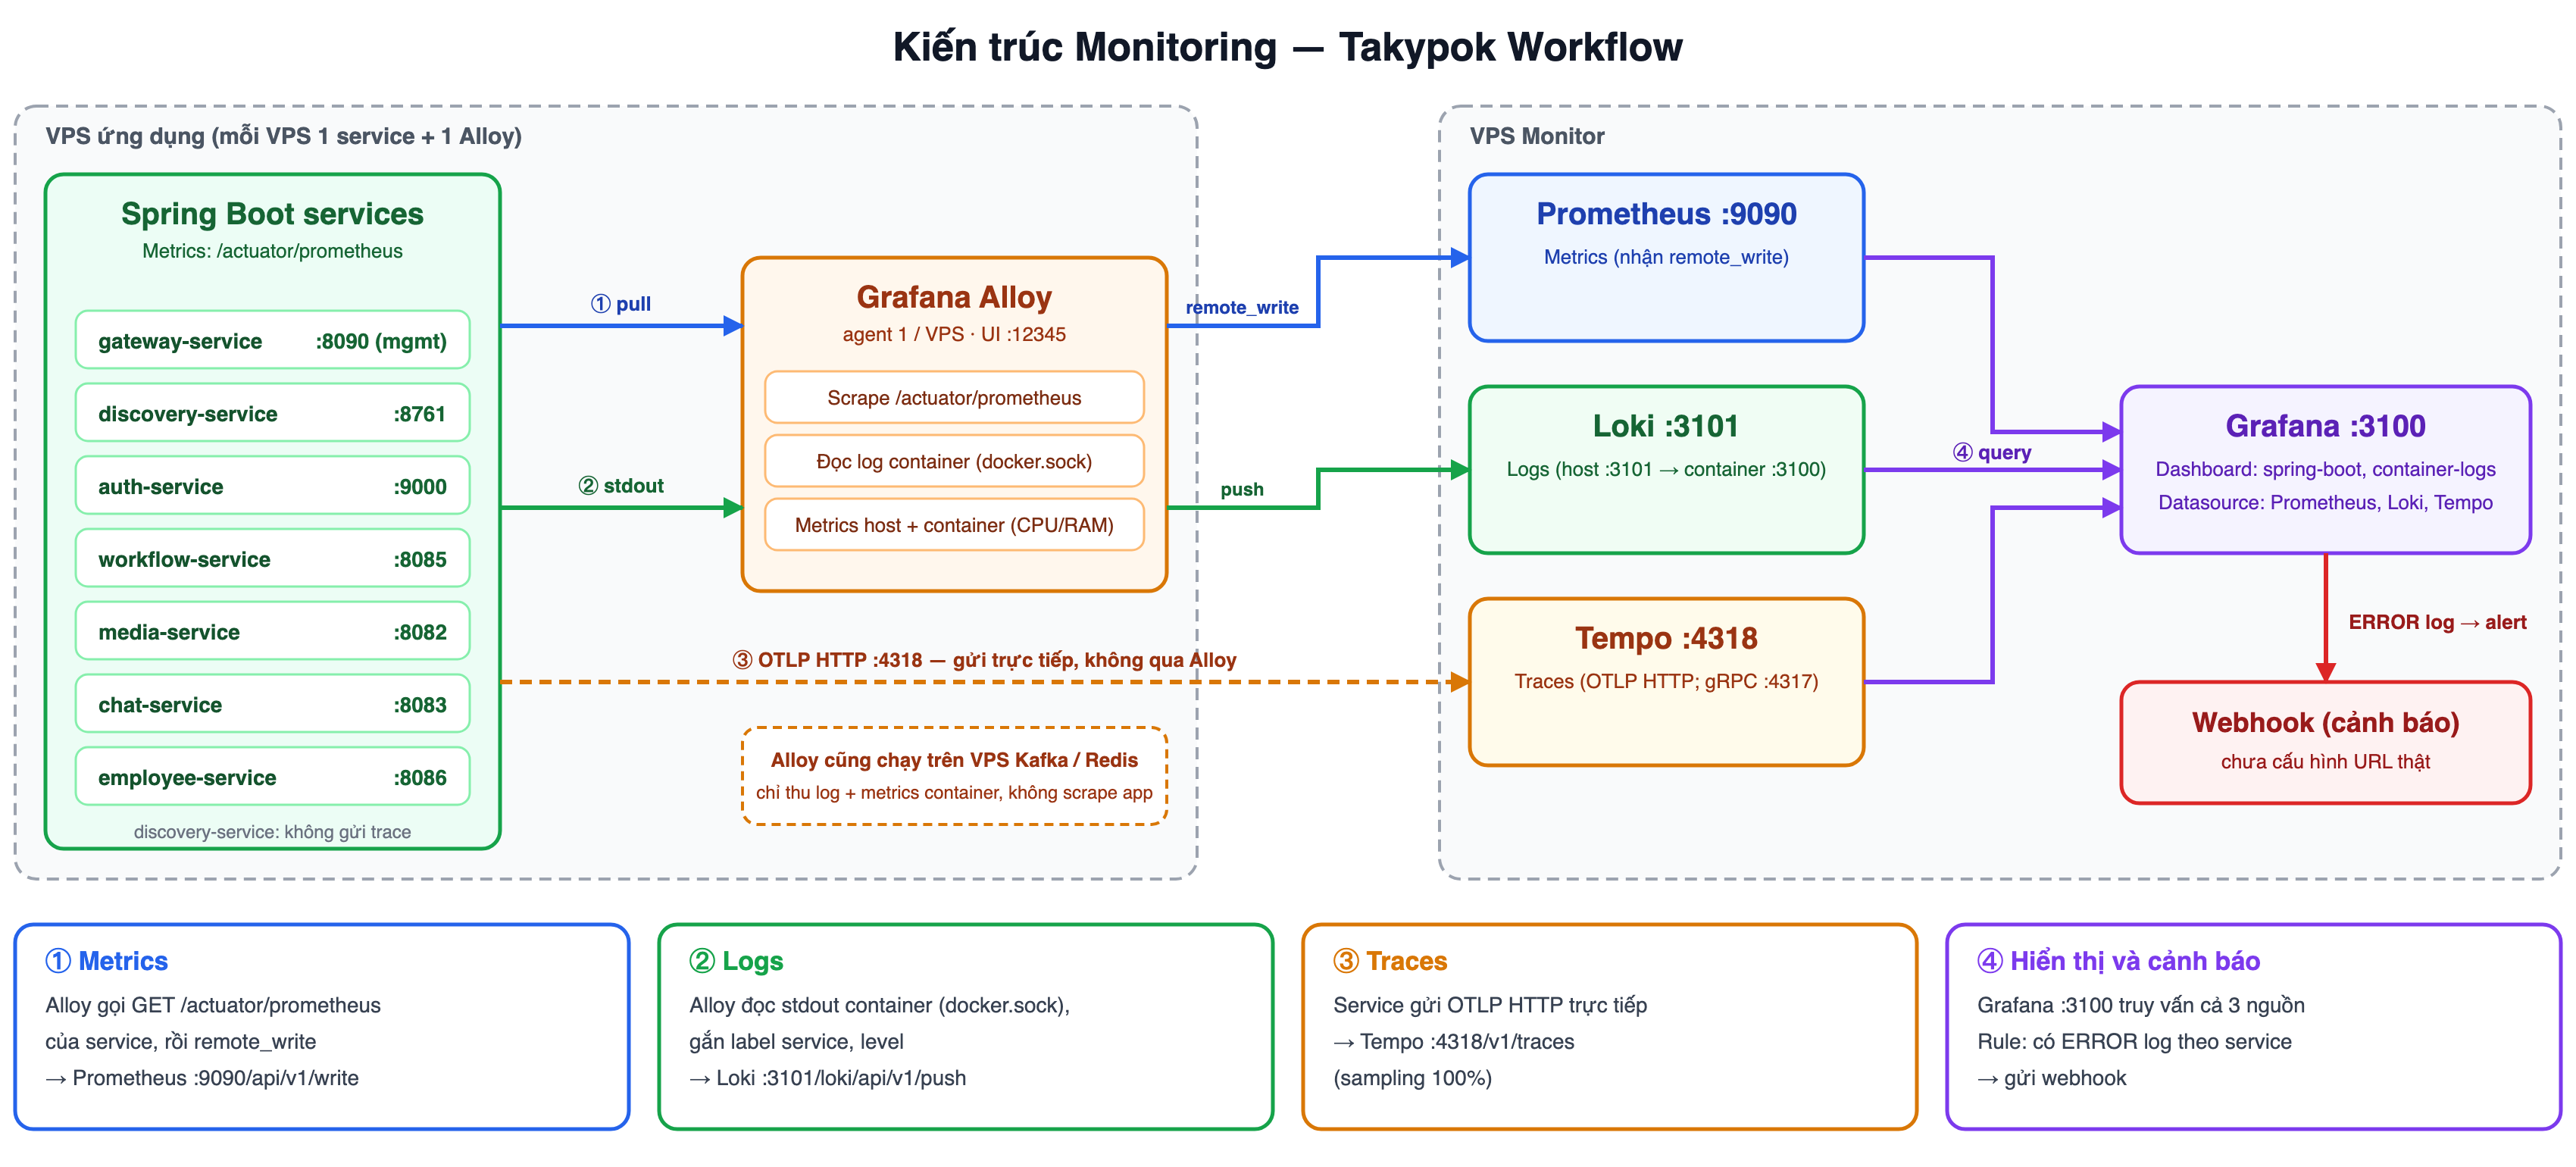 Kiến trúc Monitoring — Takypok Workflow
VPS ứng dụng (mỗi VPS 1 service + 1 Alloy)
Spring Boot services
Metrics: /actuator/prometheus
gateway-service :8090 (mgmt)
discovery-service :8761
auth-service :9000
workflow-service :8085
media-service :8082
chat-service :8083
employee-service :8086
discovery-service: không gửi trace
① pull
② stdout
Grafana Alloy
agent 1 / VPS · UI :12345
Scrape /actuator/prometheus
Đọc log container (docker.sock)
Metrics host + container (CPU/RAM)
remote_write
push
③ OTLP HTTP :4318 — gửi trực tiếp, không qua Alloy
Alloy cũng chạy trên VPS Kafka / Redis
chỉ thu log + metrics container, không scrape app
VPS Monitor
Prometheus :9090
Metrics (nhận remote_write)
Loki :3101
Logs (host :3101 → container :3100)
Tempo :4318
Traces (OTLP HTTP; gRPC :4317)
④ query
Grafana :3100
Dashboard: spring-boot, container-logs
Datasource: Prometheus, Loki, Tempo
ERROR log → alert
Webhook (cảnh báo)
chưa cấu hình URL thật
① Metrics
Alloy gọi GET /actuator/prometheus
của service, rồi remote_write
→ Prometheus :9090/api/v1/write
② Logs
Alloy đọc stdout container (docker.sock),
gắn label service, level
→ Loki :3101/loki/api/v1/push
③ Traces
Service gửi OTLP HTTP trực tiếp
→ Tempo :4318/v1/traces
(sampling 100%)
④ Hiển thị và cảnh báo
Grafana :3100 truy vấn cả 3 nguồn
Rule: có ERROR log theo service
→ gửi webhook